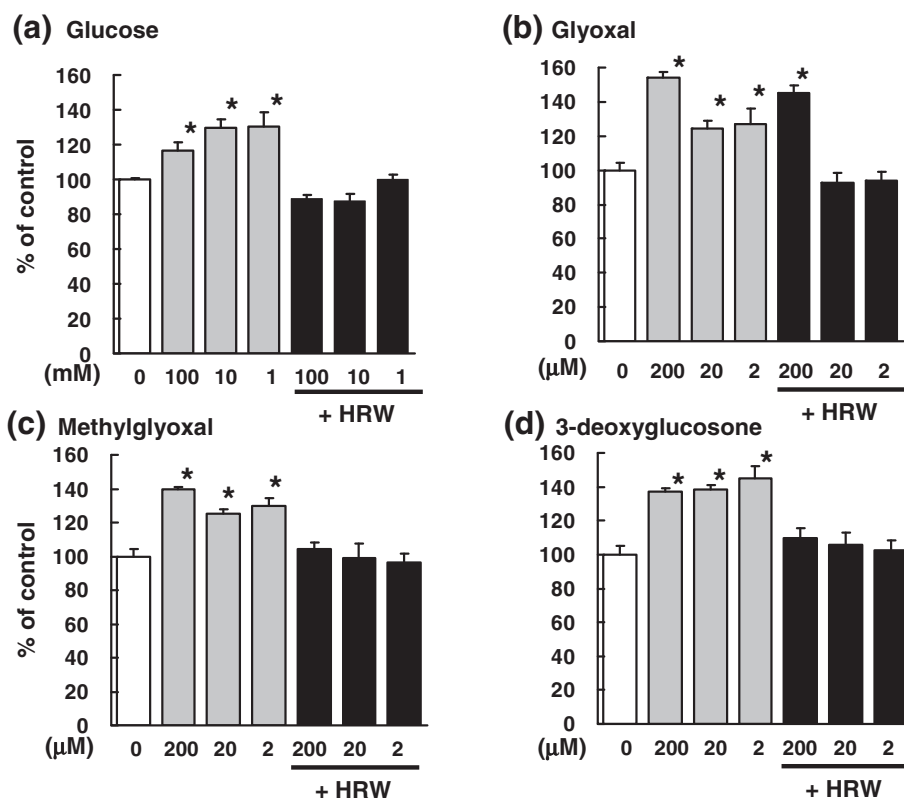 (a) Glucose
160
140
120
100
80
60
40
20
0
% of control
* * *
(mM) 0 100 10 1 100 10 1
+ HRW
(b) Glyoxal
160
140
120
100
80
60
40
20
0
* * * *
(μM) 0 200 20 2 200 20 2
+ HRW
(c) Methylglyoxal
160
140
120
100
80
60
40
20
0
% of control
* * *
(μM) 0 200 20 2 200 20 2
+ HRW
(d) 3-deoxyglucosone
160
140
120
100
80
60
40
20
0
* * *
(μM) 0 200 20 2 200 20 2
+ HRW